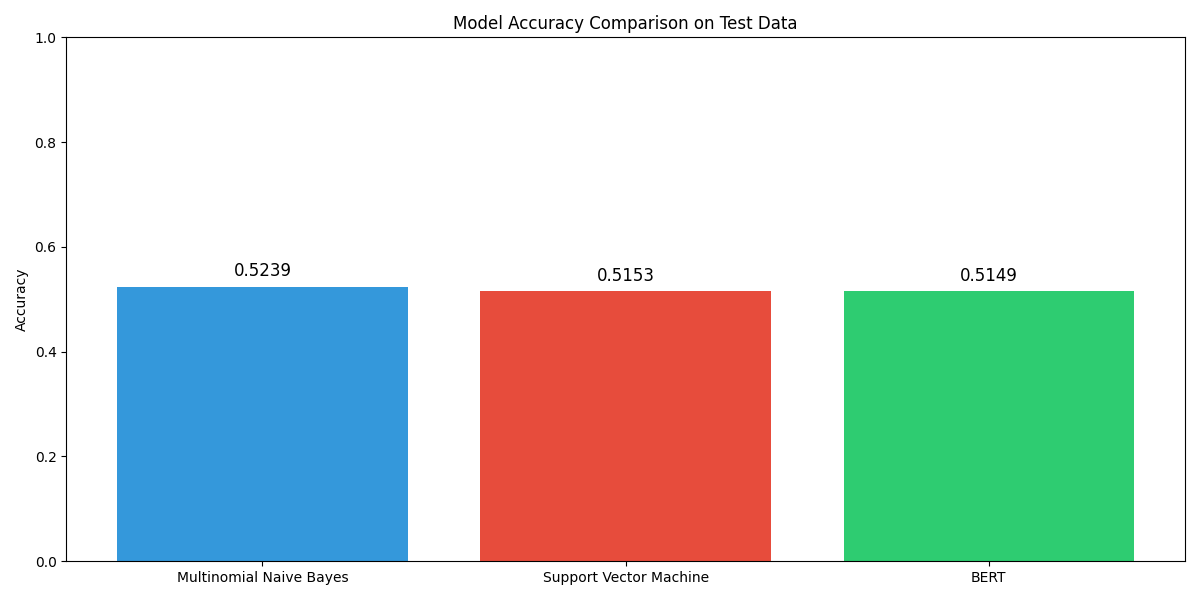 Model Accuracy Comparison on Test Data
1.0
0.8
0.6
0.4
0.2
0.0
Accuracy
0.5239
0.5153
0.5149
Multinomial Naive Bayes
Support Vector Machine
BERT